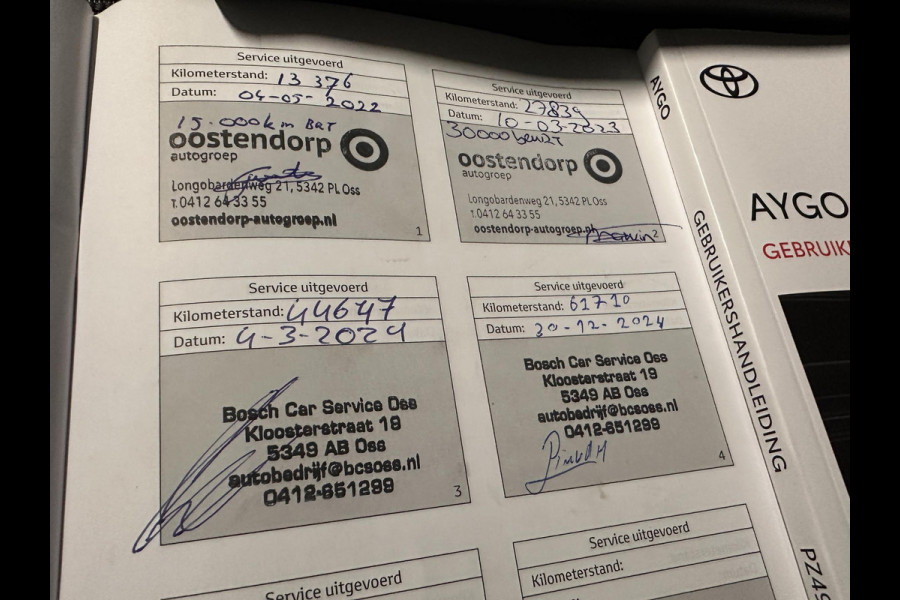 Service uitgevoerd
Kilometerstand: 13 376
Datum: 04-05-2022
15.000km BRT
oostendorp
autogroep
Longobardenweg 21, 5342 PL Oss
T. 0412 64 33 55
oostendorp-autogroep.nl
1
Service uitgevoerd
Kilometerstand: 27839
Datum: 10-03-2023
30000
oostendorp
autogroep
Longobardenweg 21, 5342 PL Oss
T. 0412 64 33 55
oostendorp-autogroep.nl
2
Service uitgevoerd
Kilometerstand: 44647
Datum: 4-3-2024
Bosch Car Service Oss
Kloosterstraat 19
5349 AB Oss
autobedrijf@bcsoss.nl
0412-651299
3
Service uitgevoerd
Kilometerstand: 61710
Datum: 30-12-2024
Bosch Car Service Oss
Kloosterstraat 19
5349 AB Oss
autobedrijf@bcsoss.nl
0412-651299
4
Service uitgevoerd
Service uitgevoerd
Kilometerstand:
AYGO
GEBRUIKERSHANDLEIDING
PZ49
AYGO
GEBRUIK